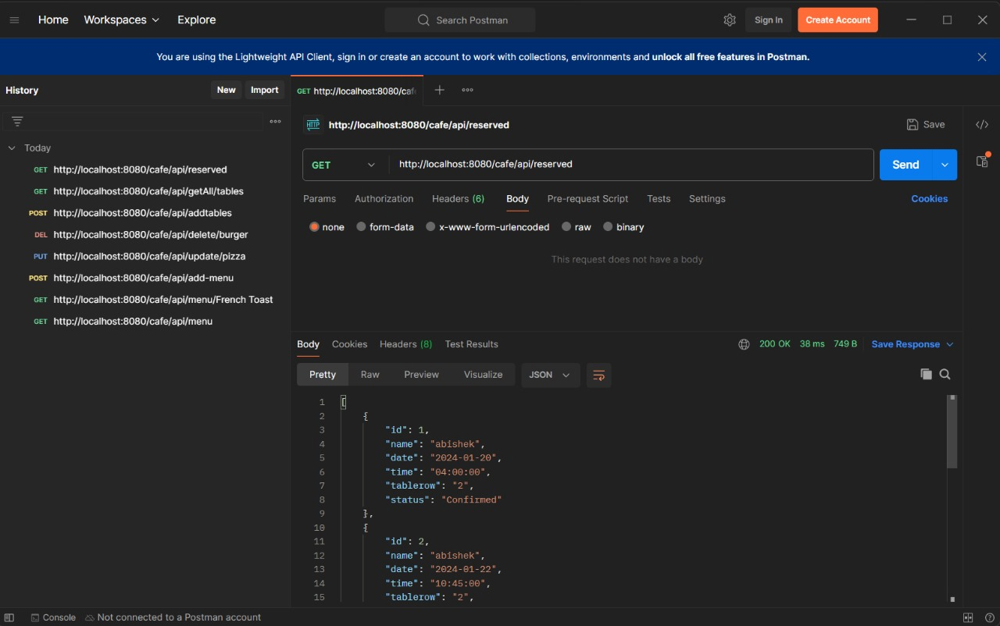 Home Workspaces Explore Search Postman Sign In Create Account
You are using the Lightweight API Client, sign in or create an account to work with collections, environments and unlock all free features in Postman.
History New Import
Today
GET http://localhost:8080/cafe/api/reserved
GET http://localhost:8080/cafe/api/getAll/tables
POST http://localhost:8080/cafe/api/addtables
DEL http://localhost:8080/cafe/api/delete/burger
PUT http://localhost:8080/cafe/api/update/pizza
POST http://localhost:8080/cafe/api/add-menu
GET http://localhost:8080/cafe/api/menu/French Toast
GET http://localhost:8080/cafe/api/menu
GET http://localhost:8080/caf
HTTP http://localhost:8080/cafe/api/reserved Save </>
GET http://localhost:8080/cafe/api/reserved Send
Params Authorization Headers (6) Body Pre-request Script Tests Settings Cookies
none form-data x-www-form-urlencoded raw binary
This request does not have a body
Body Cookies Headers (8) Test Results 200 OK 38 ms 749 B Save Response
Pretty Raw Preview Visualize JSON
1 [
2 {
3 "id": 1,
4 "name": "abishek",
5 "date": "2024-01-20",
6 "time": "04:00:00",
7 "tablerow": "2",
8 "status": "Confirmed"
9 },
10 {
11 "id": 2,
12 "name": "abishek",
13 "date": "2024-01-22",
14 "time": "10:45:00",
15 "tablerow": "2",
Console Not connected to a Postman account